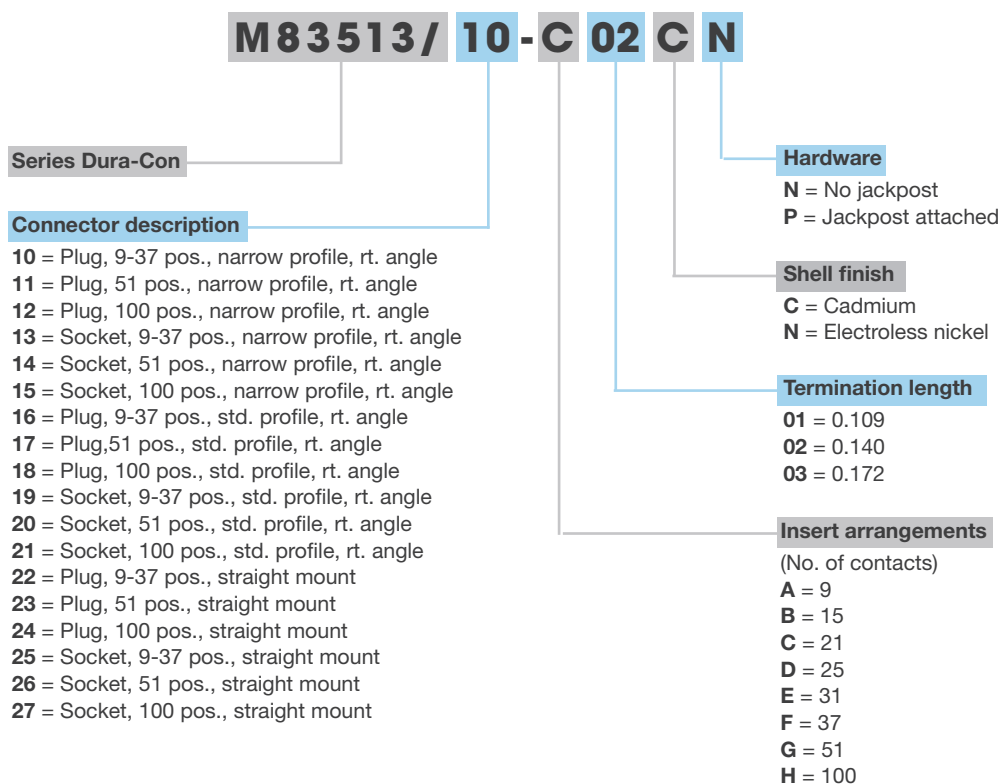 M83513/10-C02CN
Series Dura-Con
Connector description
10 = Plug, 9-37 pos., narrow profile, rt. angle
11 = Plug, 51 pos., narrow profile, rt. angle
12 = Plug, 100 pos., narrow profile, rt. angle
13 = Socket, 9-37 pos., narrow profile, rt. angle
14 = Socket, 51 pos., narrow profile, rt. angle
15 = Socket, 100 pos., narrow profile, rt. angle
16 = Plug, 9-37 pos., std. profile, rt. angle
17 = Plug,51 pos., std. profile, rt. angle
18 = Plug, 100 pos., std. profile, rt. angle
19 = Socket, 9-37 pos., std. profile, rt. angle
20 = Socket, 51 pos., std. profile, rt. angle
21 = Socket, 100 pos., std. profile, rt. angle
22 = Plug, 9-37 pos., straight mount
23 = Plug, 51 pos., straight mount
24 = Plug, 100 pos., straight mount
25 = Socket, 9-37 pos., straight mount
26 = Socket, 51 pos., straight mount
27 = Socket, 100 pos., straight mount
Hardware
N = No jackpost
P = Jackpost attached
Shell finish
C = Cadmium
N = Electroless nickel
Termination length
01 = 0.109
02 = 0.140
03 = 0.172
Insert arrangements
(No. of contacts)
A = 9
B = 15
C = 21
D = 25
E = 31
F = 37
G = 51
H = 100